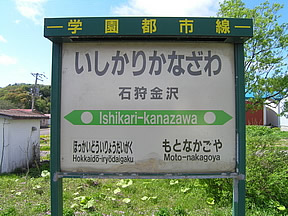 学園都市線
いしかりかなざわ
石狩金沢
Ishikari-kanazawa
ほっかいどういりょうだいがく
Hokkaidō-iryōdaigaku
もとなかごや
Moto-nakagoya